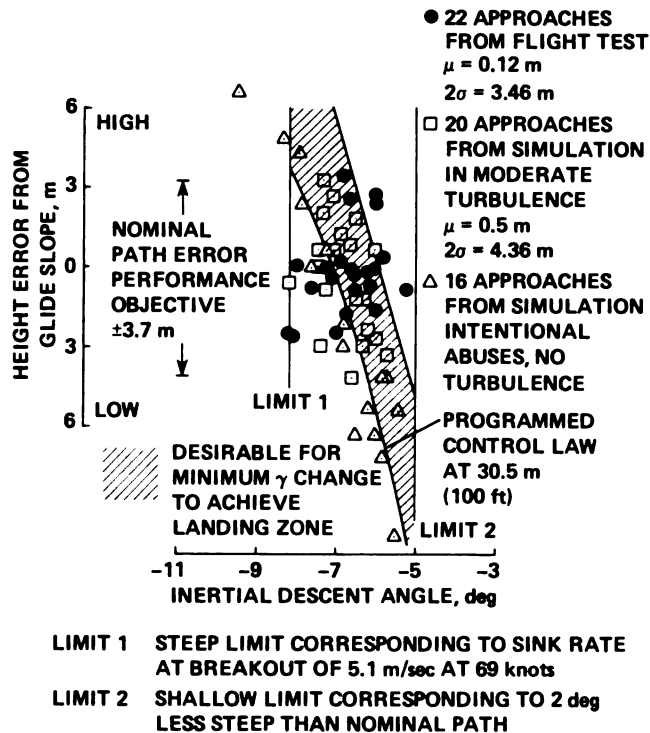 22 APPROACHES
FROM FLIGHT TEST
μ = 0.12 m
2σ = 3.46 m
20 APPROACHES
FROM SIMULATION
IN MODERATE
TURBULENCE
μ = 0.5 m
2σ = 4.36 m
16 APPROACHES
FROM SIMULATION
INTENTIONAL
ABUSES, NO
TURBULENCE
PROGRAMMED
CONTROL LAW
AT 30.5 m
(100 ft)
HEIGHT ERROR FROM
GLIDE SLOPE, m
6
3
0
3
6
HIGH
NOMINAL
PATH ERROR
PERFORMANCE
OBJECTIVE
±3.7 m
LOW
LIMIT 1
DESIRABLE FOR
MINIMUM γ CHANGE
TO ACHIEVE
LANDING ZONE
LIMIT 2
−11 −9 −7 −5 −3
INERTIAL DESCENT ANGLE, deg
LIMIT 1 STEEP LIMIT CORRESPONDING TO SINK RATE
AT BREAKOUT OF 5.1 m/sec AT 69 knots
LIMIT 2 SHALLOW LIMIT CORRESPONDING TO 2 deg
LESS STEEP THAN NOMINAL PATH